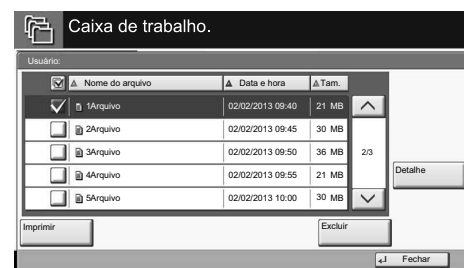 Caixa de trabalho.
Usuário:
Nome do arquivo Data e hora Tam.
1Arquivo 02/02/2013 09:40 21 MB
2Arquivo 02/02/2013 09:45 30 MB
3Arquivo 02/02/2013 09:50 36 MB 2/3
4Arquivo 02/02/2013 09:55 21 MB Detalhe
5Arquivo 02/02/2013 10:00 30 MB
Imprimir Excluir
Fechar